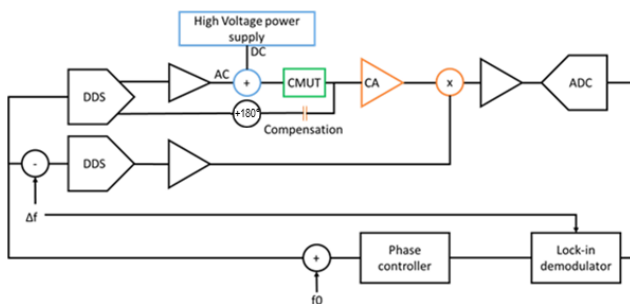 High Voltage power
supply
DC
AC
DDS
+
CMUT
CA
x
ADC
+180°
Compensation
-
DDS
Δf
+
Phase
controller
Lock-in
demodulator
f0